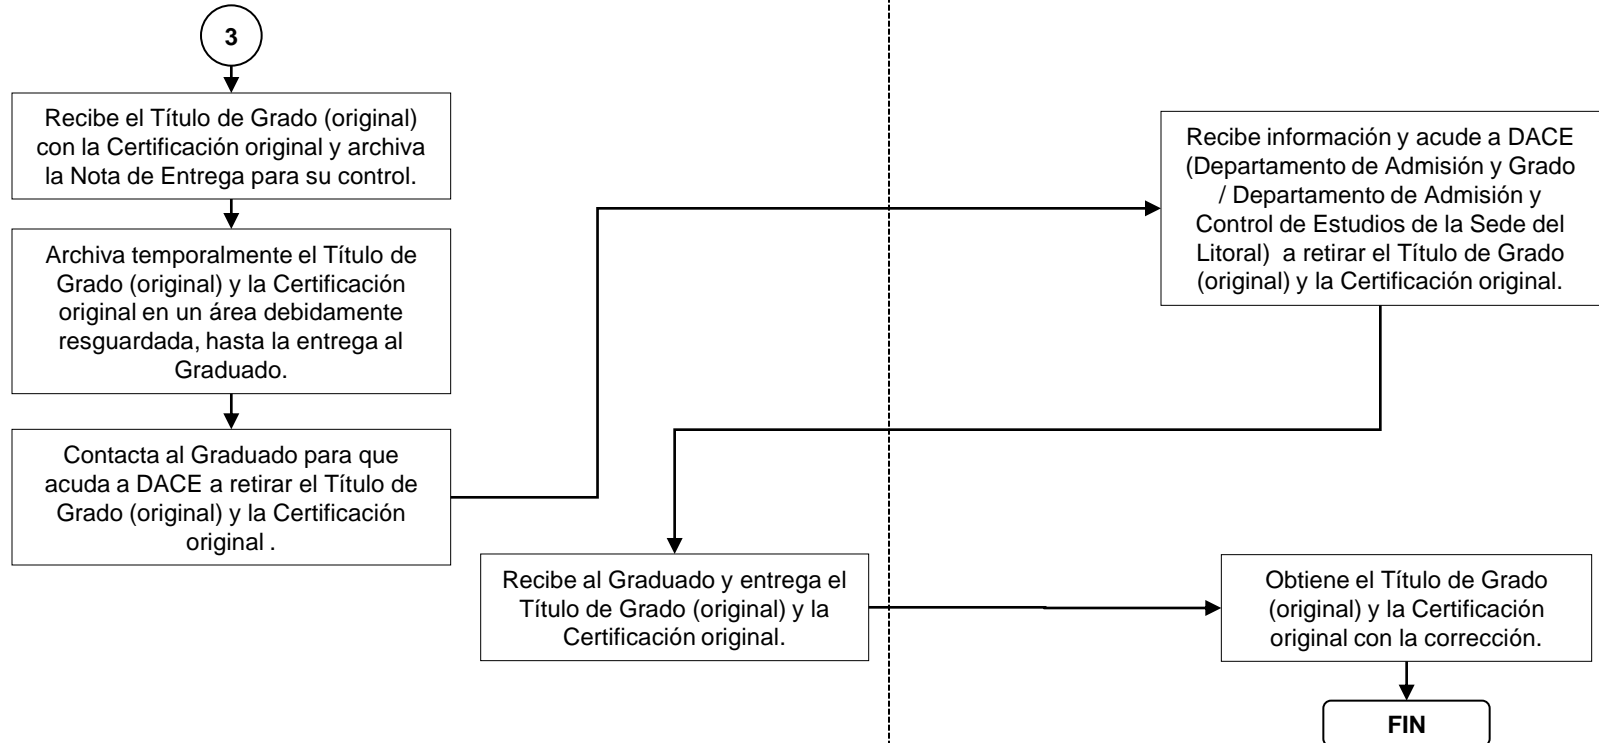 3
Recibe el Título de Grado (original)
con la Certificación original y archiva
la Nota de Entrega para su control.
Archiva temporalmente el Título de
Grado (original) y la Certificación
original en un área debidamente
resguardada, hasta la entrega al
Graduado.
Contacta al Graduado para que
acuda a DACE a retirar el Título de
Grado (original) y la Certificación
original .
Recibe información y acude a DACE
(Departamento de Admisión y Grado
/ Departamento de Admisión y
Control de Estudios de la Sede del
Litoral)  a retirar el Título de Grado
(original) y la Certificación original.
Recibe al Graduado y entrega el
Título de Grado (original) y la
Certificación original.
Obtiene el Título de Grado
(original) y la Certificación
original con la corrección.
FIN